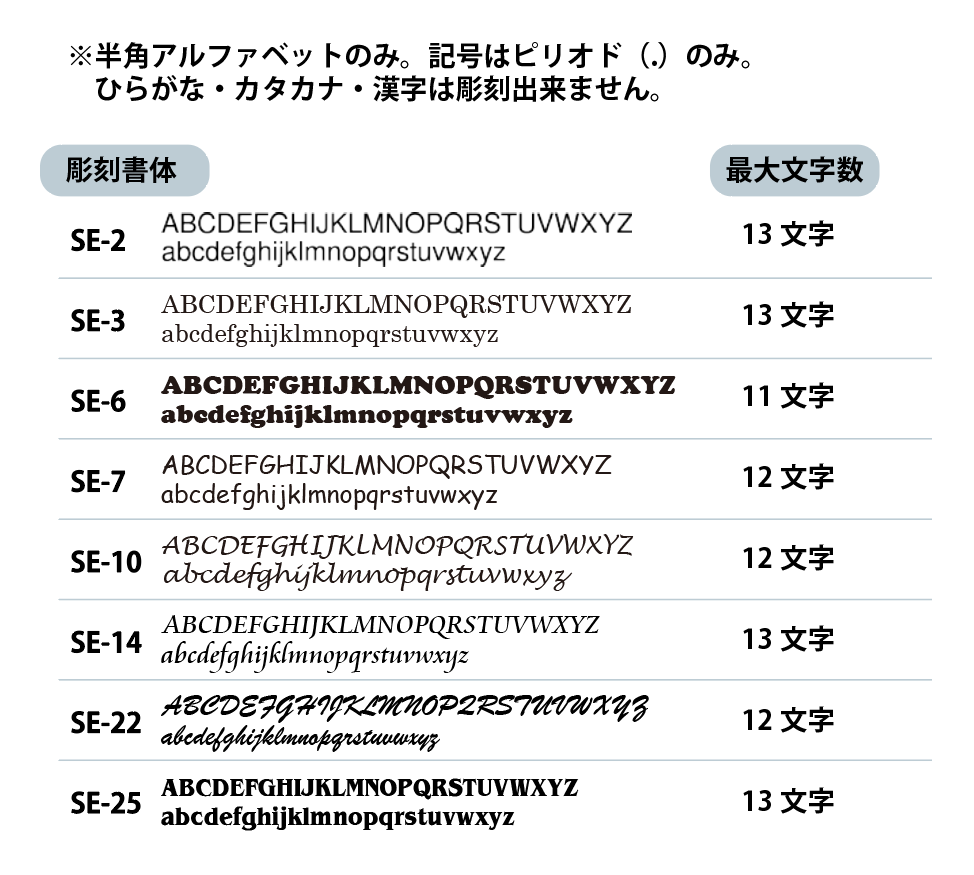 ※半角アルファベットのみ。記号はピリオド（.）のみ。
ひらがな・カタカナ・漢字は彫刻出来ません。
彫刻書体 最大文字数
SE-2 ABCDEFGHIJKLMNOPQRSTUVWXYZ 13 文字
abcdefghijklmnopqrstuvwxyz
SE-3 ABCDEFGHIJKLMNOPQRSTUVWXYZ 13 文字
abcdefghijklmnopqrstuvwxyz
SE-6 ABCDEFGHIJKLMNOPQRSTUVWXYZ 11 文字
abcdefghijklmnopqrstuvwxyz
SE-7 ABCDEFGHIJKLMNOPQRSTUVWXYZ 12 文字
abcdefghijklmnopqrstuvwxyz
SE-10 ABCDEFGHIJKLMNOPQRSTUVWXYZ 12 文字
abcdefghijklmnopqrstuvwxyz
SE-14 ABCDEFGHIJKLMNOPQRSTUVWXYZ 13 文字
abcdefghijklmnopqrstuvwxyz
SE-22 ABCDEFGHIJKLMNOPQRSTUVWXYZ 12 文字
abcdefghijklmnopqrstuvwxyz
SE-25 ABCDEFGHIJKLMNOPQRSTUVWXYZ 13 文字
abcdefghijklmnopqrstuvwxyz